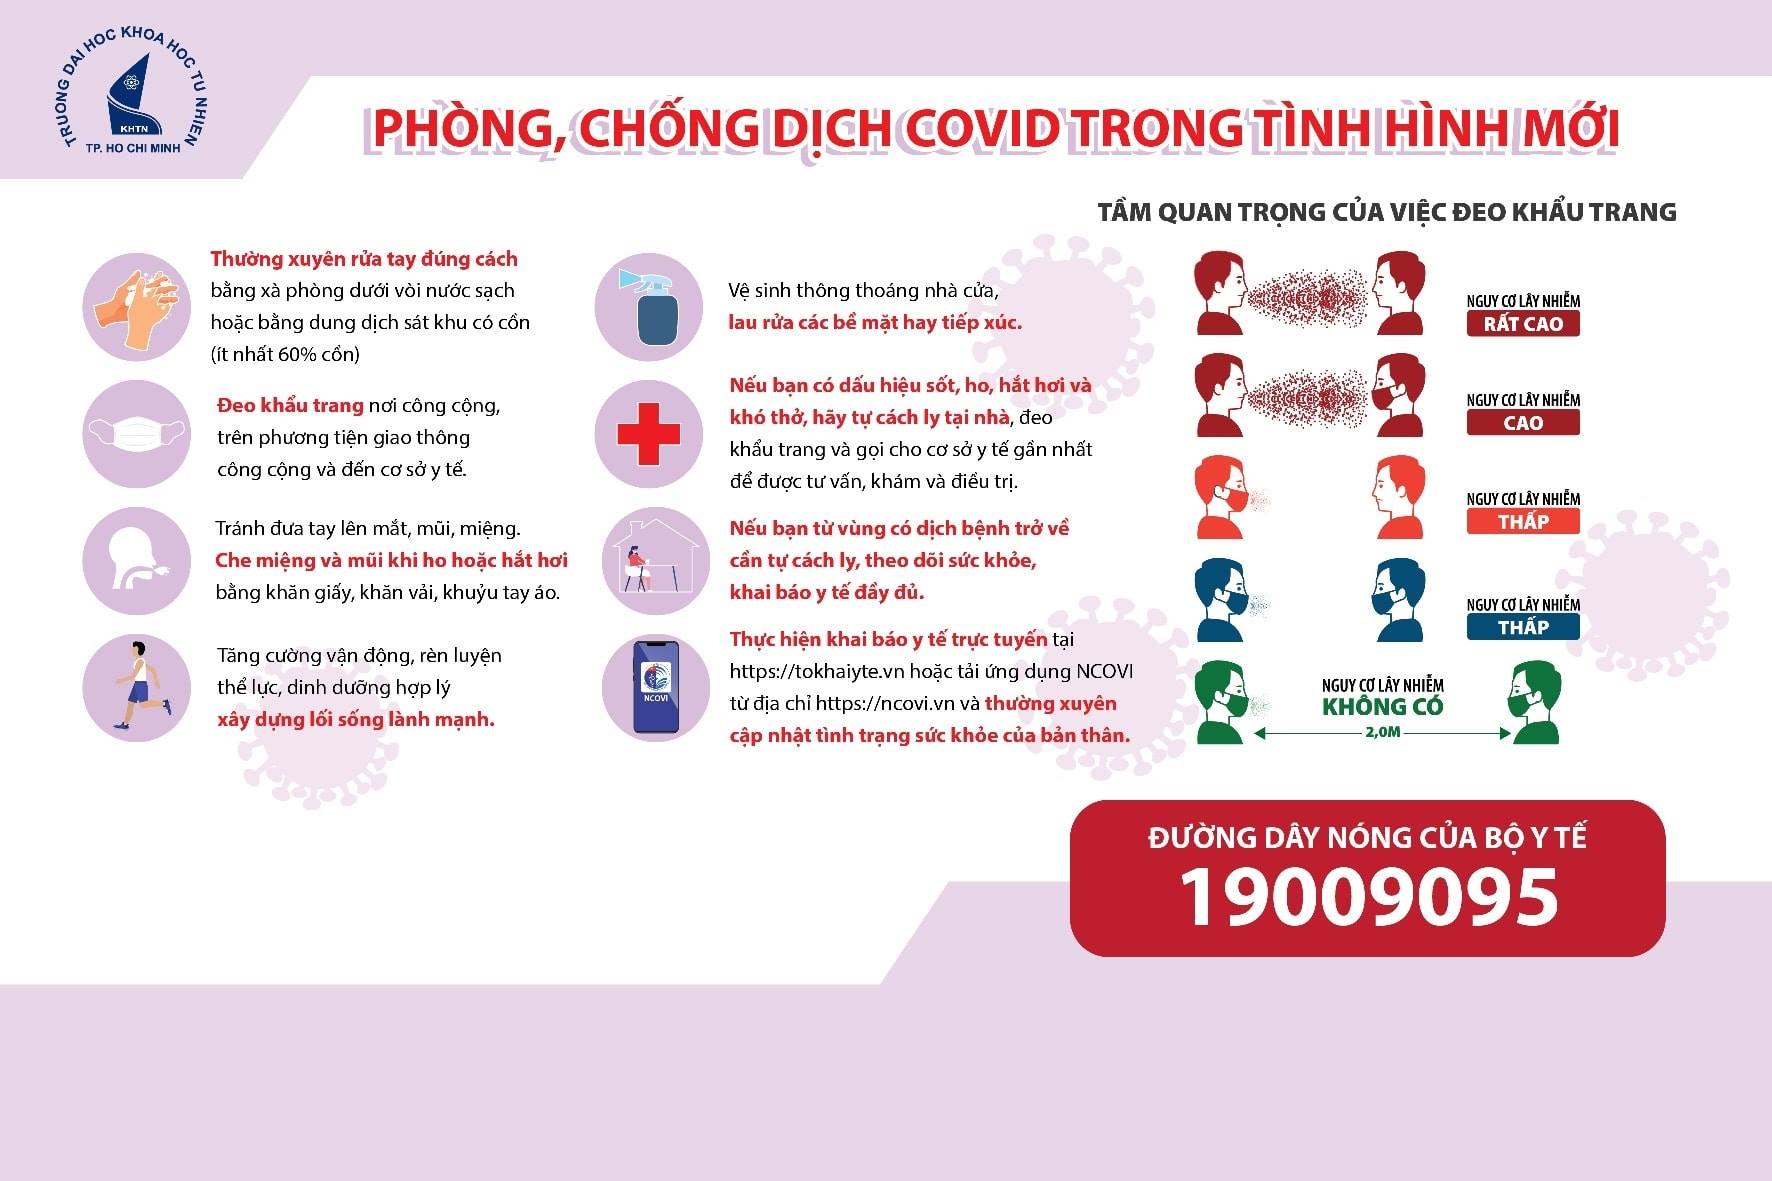 TRUONG DAI HOC KHOA HOC TU NHIEN
KHTN
TP. HO CHI MINH
PHÒNG, CHỐNG DỊCH COVID TRONG TÌNH HÌNH MỚI
Thường xuyên rửa tay đúng cách
bằng xà phòng dưới vòi nước sạch
hoặc bằng dung dịch sát khu có cồn
(ít nhất 60% cồn)
Đeo khẩu trang nơi công cộng,
trên phương tiện giao thông
công cộng và đến cơ sở y tế.
Tránh đưa tay lên mắt, mũi, miệng.
Che miệng và mũi khi ho hoặc hắt hơi
bằng khăn giấy, khăn vải, khuỷu tay áo.
Tăng cường vận động, rèn luyện
thể lực, dinh dưỡng hợp lý
xây dựng lối sống lành mạnh.
Vệ sinh thông thoáng nhà cửa,
lau rửa các bề mặt hay tiếp xúc.
Nếu bạn có dấu hiệu sốt, ho, hắt hơi và
khó thở, hãy tự cách ly tại nhà, đeo
khẩu trang và gọi cho cơ sở y tế gần nhất
để được tư vấn, khám và điều trị.
Nếu bạn từ vùng có dịch bệnh trở về
cần tự cách ly, theo dõi sức khỏe,
khai báo y tế đầy đủ.
NCOVI
Thực hiện khai báo y tế trực tuyến tại
https://tokhaiyte.vn hoặc tải ứng dụng NCOVI
từ địa chỉ https://ncovi.vn và thường xuyên
cập nhật tình trạng sức khỏe của bản thân.
TẦM QUAN TRỌNG CỦA VIỆC ĐEO KHẨU TRANG
NGUY CƠ LÂY NHIỄM
RẤT CAO
NGUY CƠ LÂY NHIỄM
CAO
NGUY CƠ LÂY NHIỄM
THẤP
NGUY CƠ LÂY NHIỄM
THẤP
NGUY CƠ LÂY NHIỄM
KHÔNG CÓ
2,0M
ĐƯỜNG DÂY NÓNG CỦA BỘ Y TẾ
19009095